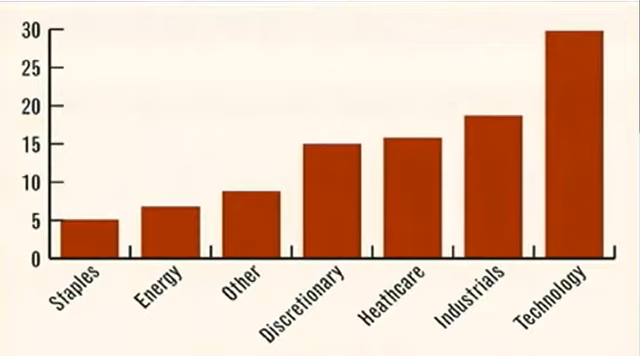 30
25
20
15
10
5
0
Staples
Energy
Other
Discretionary
Heathcare
Industrials
Technology